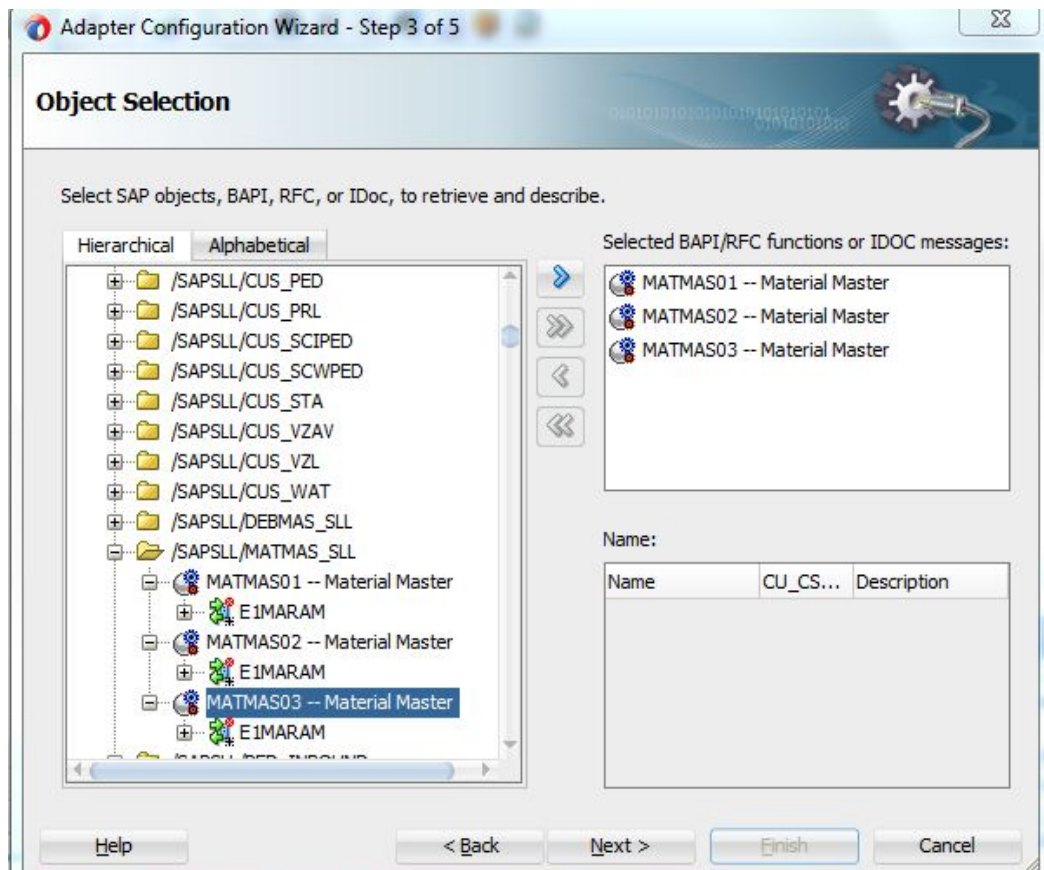 Adapter Configuration Wizard - Step 3 of 5
Object Selection
Select SAP objects, BAPI, RFC, or IDoc, to retrieve and describe.
Hierarchical Alphabetical
/SAPSLL/CUS_PED
/SAPSLL/CUS_PRL
/SAPSLL/CUS_SCIPED
/SAPSLL/CUS_SCWPED
/SAPSLL/CUS_STA
/SAPSLL/CUS_VZAV
/SAPSLL/CUS_VZL
/SAPSLL/CUS_WAT
/SAPSLL/DEBMAS_SLL
/SAPSLL/MATMAS_SLL
MATMAS01 -- Material Master
E1MARAM
MATMAS02 -- Material Master
E1MARAM
MATMAS03 -- Material Master
E1MARAM
Selected BAPI/RFC functions or IDOC messages:
MATMAS01 -- Material Master
MATMAS02 -- Material Master
MATMAS03 -- Material Master
Name:
Name CU_CS... Description
Help < Back Next > Finish Cancel